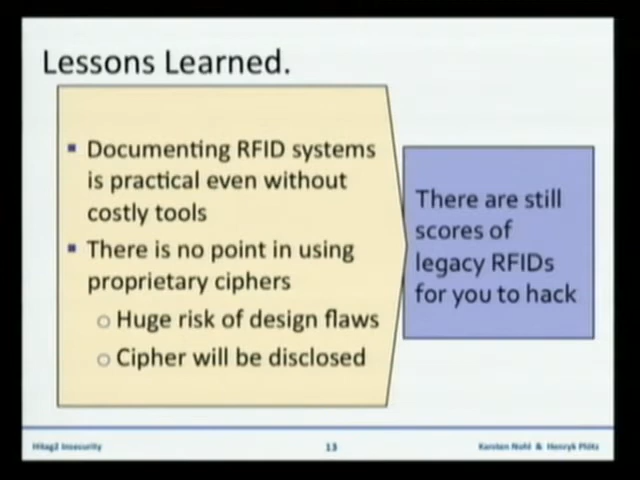 Lessons Learned.
Documenting RFID systems
is practical even without
costly tools
There is no point in using
proprietary ciphers
Huge risk of design flaws
Cipher will be disclosed
There are still
scores of
legacy RFIDs
for you to hack
Hitag2 Insecurity
13
Karsten Nohl & Henryk Plötz